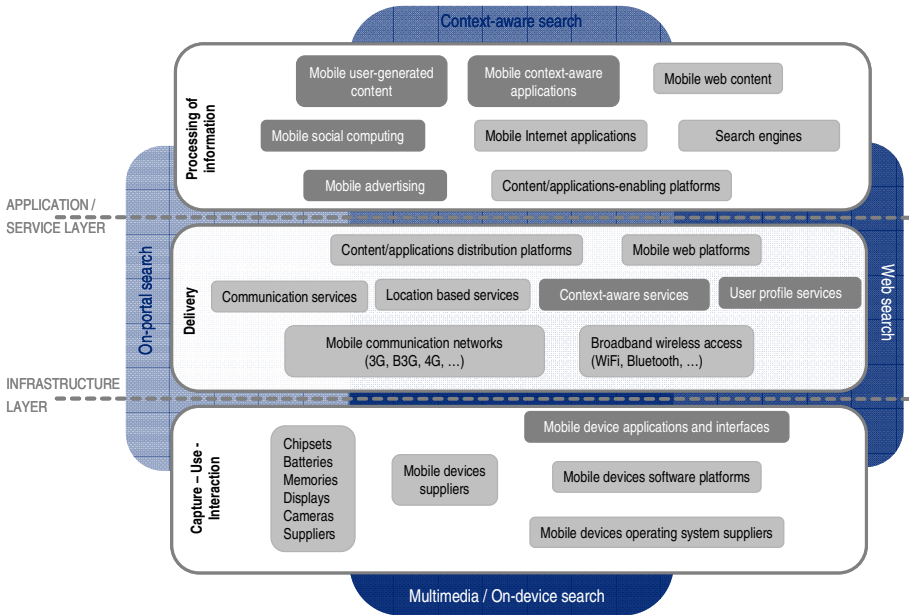 Context-aware search
Processing of
information
Mobile user-generated
content
Mobile context-aware
applications
Mobile web content
Mobile social computing
Mobile Internet applications
Search engines
Mobile advertising
Content/applications-enabling platforms
APPLICATION /
SERVICE LAYER
On-portal search
Web search
Delivery
Content/applications distribution platforms
Mobile web platforms
Communication services
Location based services
Context-aware services
User profile services
Mobile communication networks
(3G, B3G, 4G, …)
Broadband wireless access
(WiFi, Bluetooth, …)
INFRASTRUCTURE
LAYER
Capture – Use -
Interaction
Chipsets
Batteries
Memories
Displays
Cameras
Suppliers
Mobile devices
suppliers
Mobile device applications and interfaces
Mobile devices software platforms
Mobile devices operating system suppliers
Multimedia / On-device search